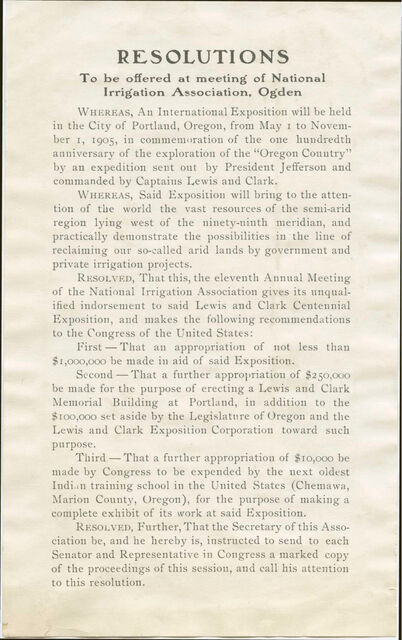 RESOLUTIONS
To be offered at meeting of National
Irrigation Association, Ogden
WHEREAS, An International Exposition will be held
in the City of Portland, Oregon, from May 1 to Novem-
ber 1, 1905, in commemoration of the one hundredth
anniversary of the exploration of the "Oregon Country"
by an expedition sent out by President Jefferson and
commanded by Captains Lewis and Clark.
WHEREAS, Said Exposition will bring to the atten-
tion of the world the vast resources of the semi-arid
region lying west of the ninety-ninth meridian, and
practically demonstrate the possibilities in the line of
reclaiming our so-called arid lands by government and
private irrigation projects.
RESOLVED, That this, the eleventh Annual Meeting
of the National Irrigation Association gives its unqual-
ified indorsement to said Lewis and Clark Centennial
Exposition, and makes the following recommendations
to the Congress of the United States:
First — That an appropriation of not less than
$1,000,000 be made in aid of said Exposition.
Second — That a further appropriation of $250,000
be made for the purpose of erecting a Lewis and Clark
Memorial Building at Portland, in addition to the
$100,000 set aside by the Legislature of Oregon and the
Lewis and Clark Exposition Corporation toward such
purpose.
Third — That a further appropriation of $10,000 be
made by Congress to be expended by the next oldest
Indian training school in the United States (Chemawa,
Marion County, Oregon), for the purpose of making a
complete exhibit of its work at said Exposition.
RESOLVED, Further, That the Secretary of this Asso-
ciation be, and he hereby is, instructed to send to each
Senator and Representative in Congress a marked copy
of the proceedings of this session, and call his attention
to this resolution.